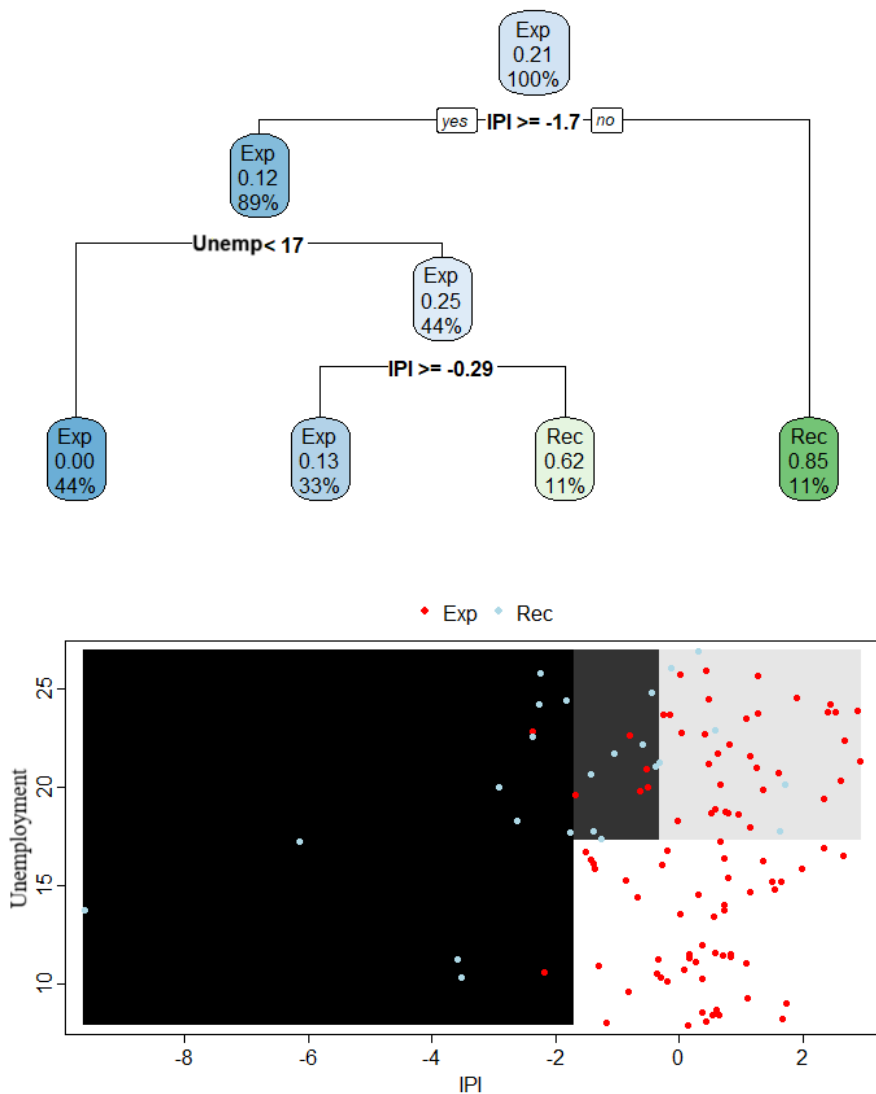 Exp
0.21
100%
yes IPI >= -1.7 no
Exp
0.12
89%
Unemp< 17
Exp
0.25
44%
IPI >= -0.29
Exp
0.00
44%
Exp
0.13
33%
Rec
0.62
11%
Rec
0.85
11%
Exp Rec
Unemployment
25
20
15
10
-8 -6 -4 -2 0 2
IPI